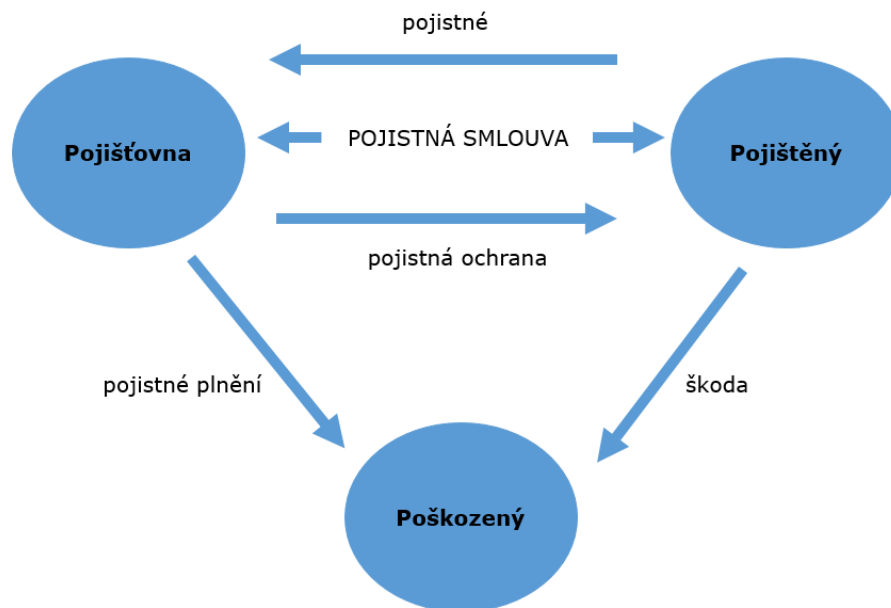 pojistné
Pojišťovna
POJISTNÁ SMLOUVA
Pojištěný
pojistná ochrana
pojistné plnění
škoda
Poškozený